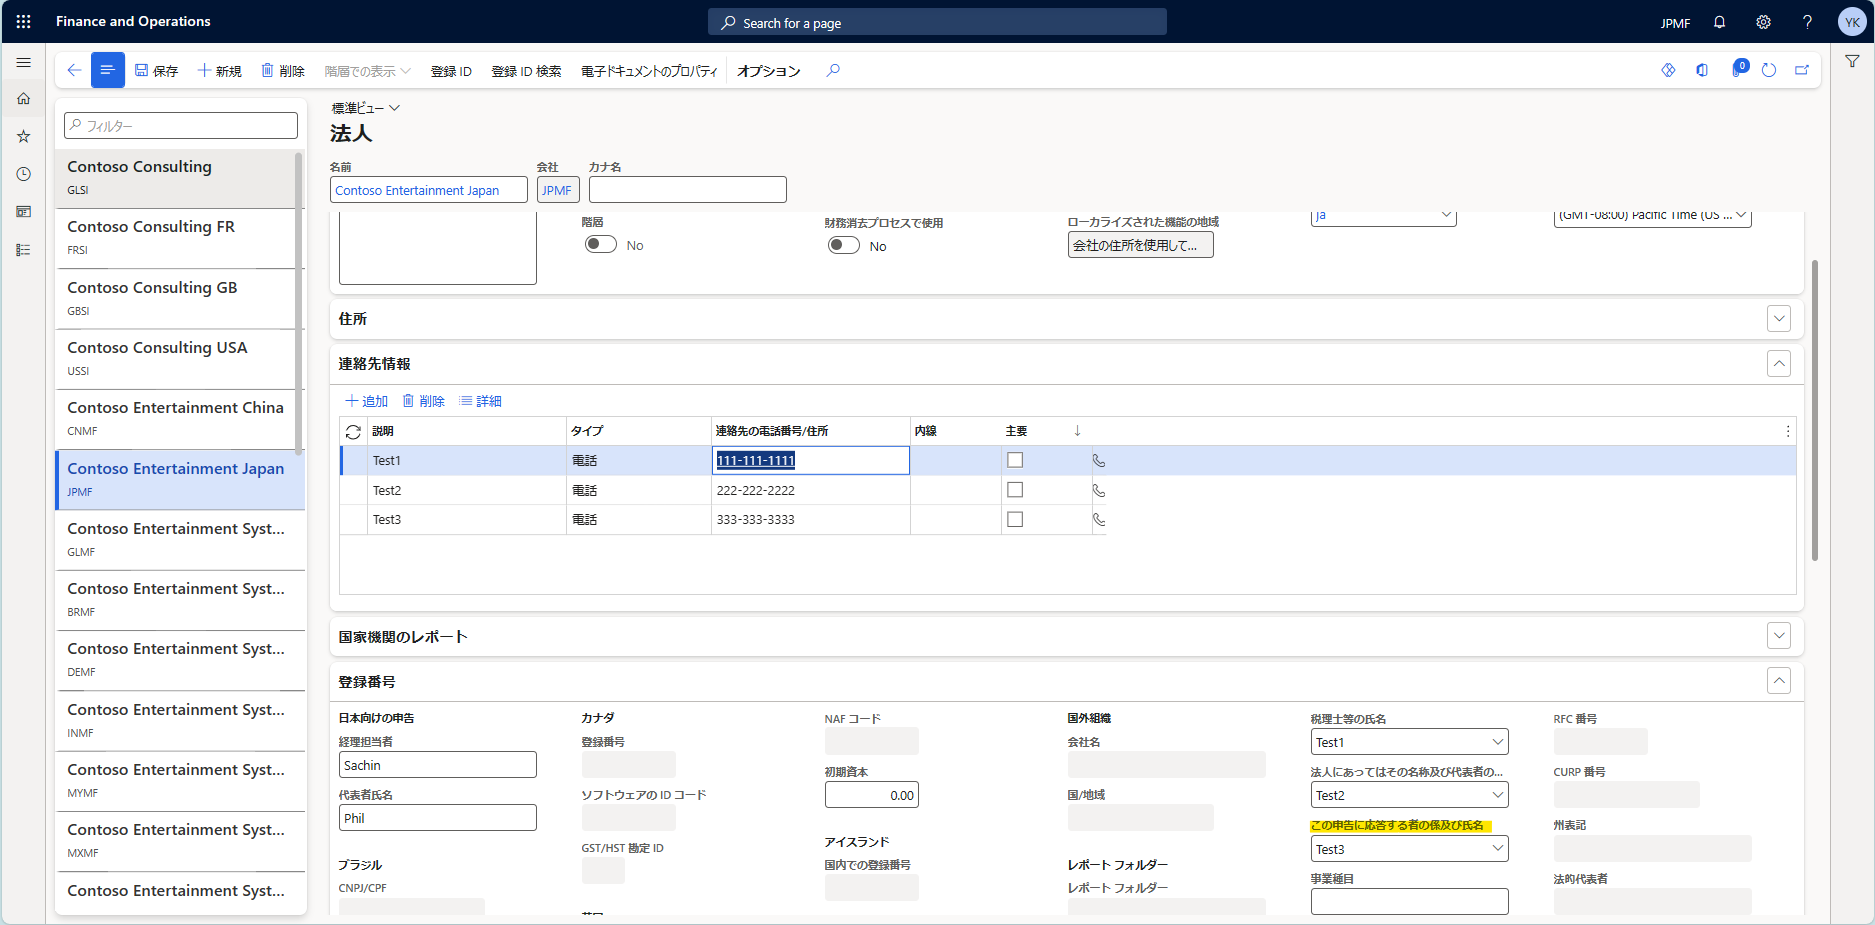 Finance and Operations
Search for a page
JPMF
YK
保存
新規
削除
階層での表示
登録 ID
登録 ID 検索
電子ドキュメントのプロパティ
オプション
0
フィルター
Contoso Consulting
GLSI
Contoso Consulting FR
FRSI
Contoso Consulting GB
GBSI
Contoso Consulting USA
USSI
Contoso Entertainment China
CNMF
Contoso Entertainment Japan
JPMF
Contoso Entertainment Syst...
GLMF
Contoso Entertainment Syst...
BRMF
Contoso Entertainment Syst...
DEMF
Contoso Entertainment Syst...
INMF
Contoso Entertainment Syst...
MYMF
Contoso Entertainment Syst...
MXMF
Contoso Entertainment Syst...
標準ビュー
法人
名前
会社
カナ名
Contoso Entertainment Japan
JPMF
階層
No
財務消去プロセスで使用
No
ローカライズされた機能の地域
会社の住所を使用して...
ja
(GMT-08:00) Pacific Time (US ...
住所
連絡先情報
追加
削除
詳細
説明
タイプ
連絡先の電話番号/住所
内線
主要
Test1
電話
111-111-1111
Test2
電話
222-222-2222
Test3
電話
333-333-3333
国家機関のレポート
登録番号
日本向けの申告
経理担当者
Sachin
代表者氏名
Phil
ブラジル
CNPJ/CPF
カナダ
登録番号
ソフトウェアの ID コード
GST/HST 勘定 ID
NAF コード
初期資本
0.00
アイスランド
国内での登録番号
国外組織
会社名
国/地域
レポート フォルダー
レポート フォルダー
税理士等の氏名
Test1
法人にあってはその名称及び代表者の...
Test2
この申告に応答する者の係及び氏名
Test3
事業種目
RFC 番号
CURP 番号
州表記
法的代表者